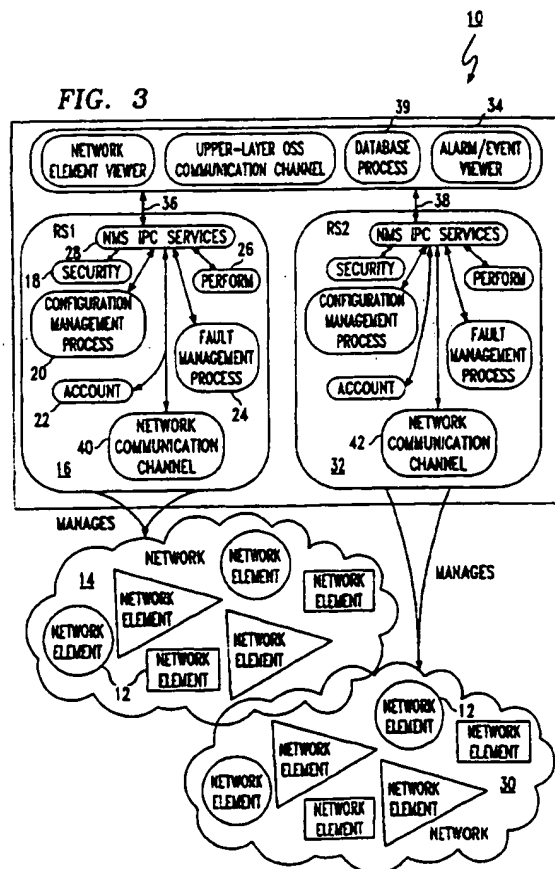 10
FIG. 3
39
34
NETWORK
ELEMENT VIEWER
UPPER-LAYER OSS
COMMUNICATION CHANNEL
DATABASE
PROCESS
ALARM/EVENT
VIEWER
36
38
RS1
NMS IPC SERVICES
28
26
SECURITY
18
PERFORM
CONFIGURATION
MANAGEMENT
PROCESS
20
FAULT
MANAGEMENT
PROCESS
ACCOUNT
22
24
40
NETWORK
COMMUNICATION
CHANNEL
16
RS2
NMS IPC SERVICES
SECURITY
PERFORM
CONFIGURATION
MANAGEMENT
PROCESS
FAULT
MANAGEMENT
PROCESS
ACCOUNT
42
NETWORK
COMMUNICATION
CHANNEL
32
MANAGES
MANAGES
NETWORK
14
NETWORK
ELEMENT
NETWORK
ELEMENT
NETWORK
ELEMENT
NETWORK
ELEMENT
NETWORK
ELEMENT
NETWORK
ELEMENT
12
12
NETWORK
ELEMENT
NETWORK
ELEMENT
NETWORK
ELEMENT
NETWORK
ELEMENT
NETWORK
ELEMENT
NETWORK
ELEMENT
30
NETWORK